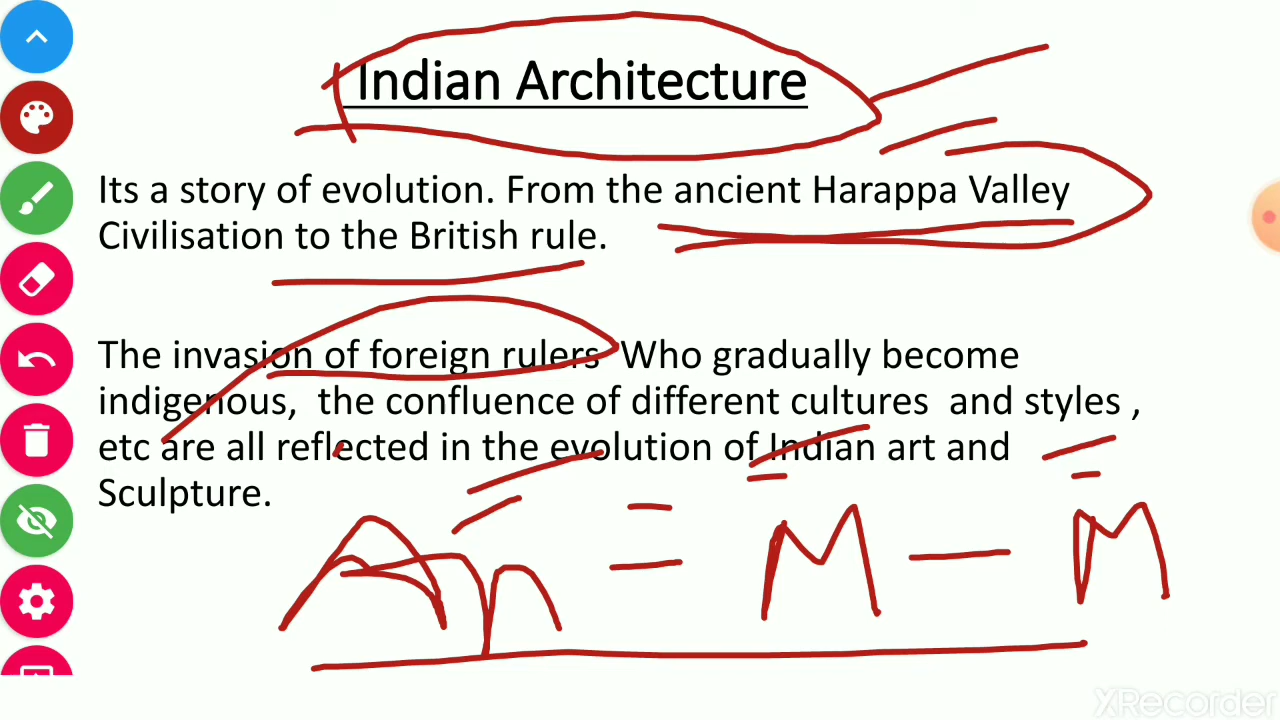 Indian Architecture
Its a story of evolution. From the ancient Harappa Valley
Civilisation to the British rule.
The invasion of foreign rulers Who gradually become
indigenous, the confluence of different cultures and styles ,
etc are all reflected in the evolution of Indian art and
Sculpture.
An - M - M
XRecorder